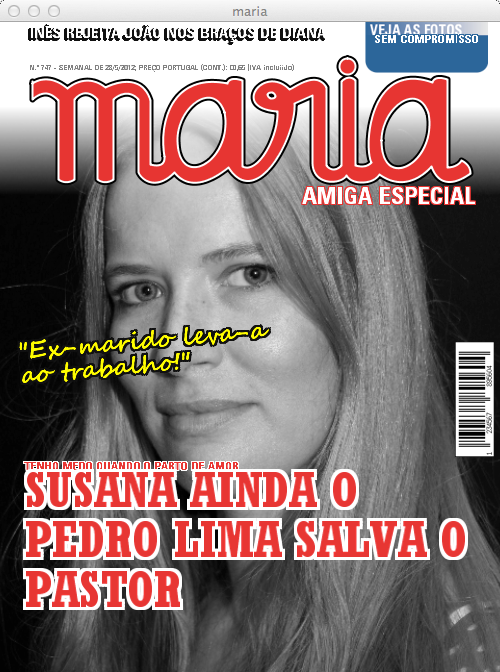 maria
INÊS REJEITA JOÃO NOS BRAÇOS DE DIANA
VEJA AS FOTOS
SEM COMPROMISSO
N.º 747 - SEMANAL DE 28/5/2012; PREÇO PORTUGAL (CONT.): €0,65 (IVA incluído)
maria
AMIGA ESPECIAL
"Ex-marido leva-a
ao trabalho!"
TENHO MEDO QUANDO O PARTO DE AMOR
SUSANA AINDA O
PEDRO LIMA SALVA O
PASTOR